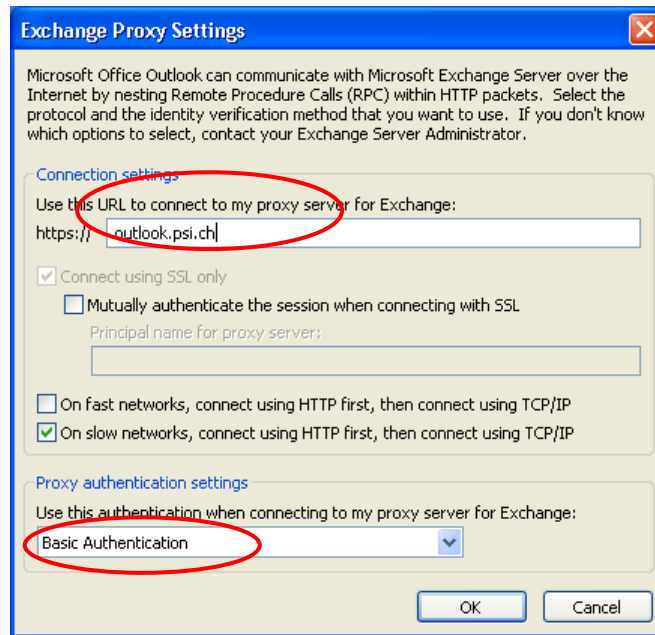 Exchange Proxy Settings
Microsoft Office Outlook can communicate with Microsoft Exchange Server over the
Internet by nesting Remote Procedure Calls (RPC) within HTTP packets. Select the
protocol and the identity verification method that you want to use. If you don't know
which options to select, contact your Exchange Server Administrator.
Connection settings
Use this URL to connect to my proxy server for Exchange:
https:// outlook.psi.ch
Connect using SSL only
Mutually authenticate the session when connecting with SSL
Principal name for proxy server:
On fast networks, connect using HTTP first, then connect using TCP/IP
On slow networks, connect using HTTP first, then connect using TCP/IP
Proxy authentication settings
Use this authentication when connecting to my proxy server for Exchange:
Basic Authentication
OK Cancel